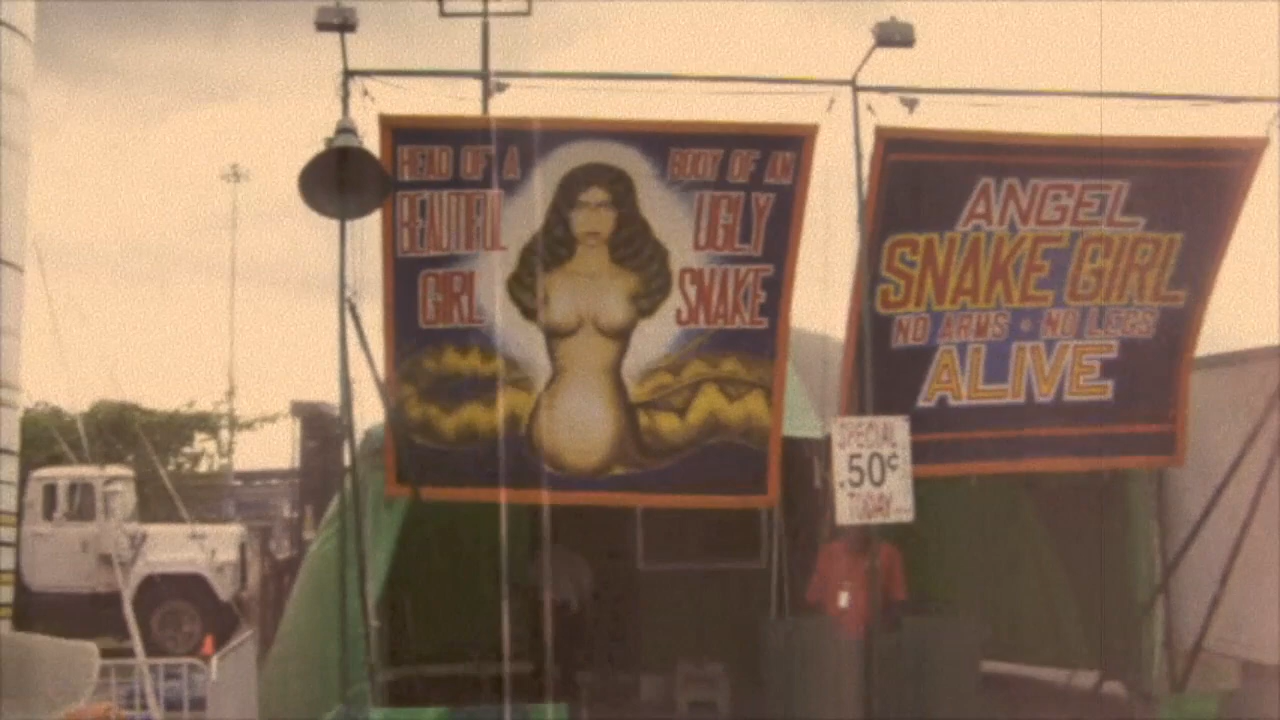 HEAD OF A
BEAUTIFUL
GIRL
BODY OF AN
UGLY
SNAKE
ANGEL
SNAKE GIRL
NO ARMS • NO LEGS
ALIVE
SPECIAL
.50¢
TODAY